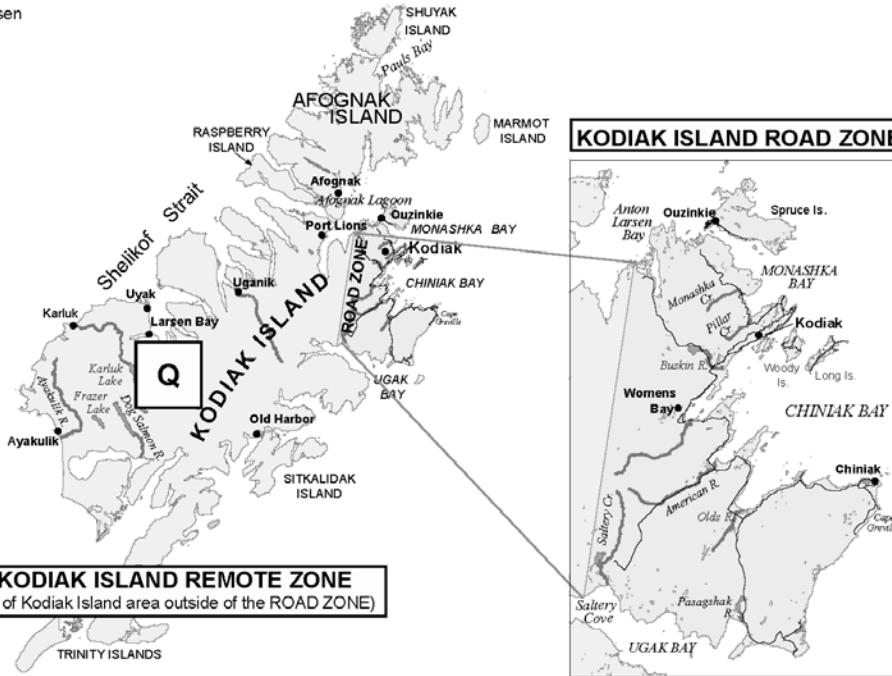 sen
SHUYAK
ISLAND
Pauls Bay
AFOGNAK
ISLAND
MARMOT
ISLAND
RASPBERRY
ISLAND
Afognak
Afognak Lagoon
Ouzinkie
MONASHKA BAY
Port Lions
Kodiak
Shelikof Strait
ROAD ZONE
CHINIAK BAY
Cape
Greville
Uganik
Uyak
Larsen Bay
Karluk
KODIAK ISLAND
Karluk
Lake
Q
Ayakulik R.
Frazer
Lake
Dog Salmon R.
UGAK
BAY
Ayakulik
Old Harbor
SITKALIDAK
ISLAND
KODIAK ISLAND REMOTE ZONE
of Kodiak Island area outside of the ROAD ZONE)
TRINITY ISLANDS
KODIAK ISLAND ROAD ZONE
Anton
Larsen
Bay
Ouzinkie
Spruce Is.
MONASHKA
BAY
Monashka
Cr.
Pillar
Cr.
Kodiak
Buskin R.
Woody
Is.
Long Is.
Womens
Bay
CHINIAK BAY
Chiniak
American R.
Saltery Cr.
Olds R.
Cape
Grevil
Saltery
Cove
Pasagshak
R.
UGAK BAY